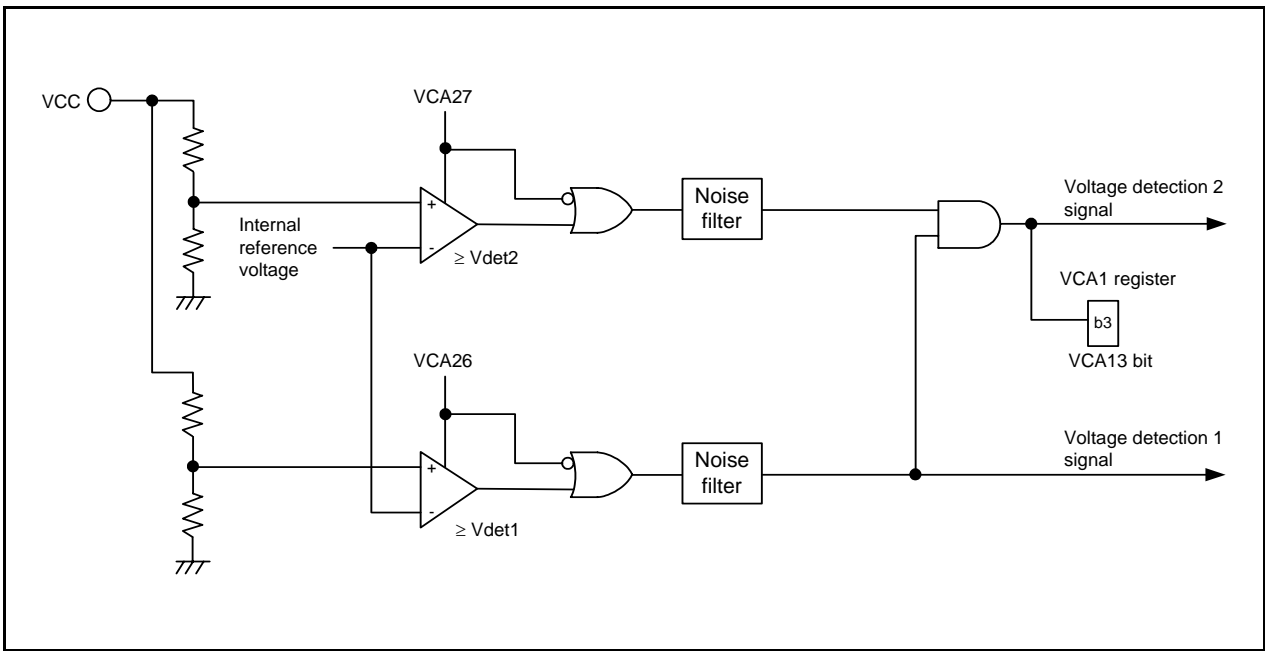 VCC
VCA27
+
-
≥ Vdet2
Internal
reference
voltage
Noise
filter
Voltage detection 2
signal
VCA1 register
b3
VCA13 bit
VCA26
+
-
≥ Vdet1
Noise
filter
Voltage detection 1
signal